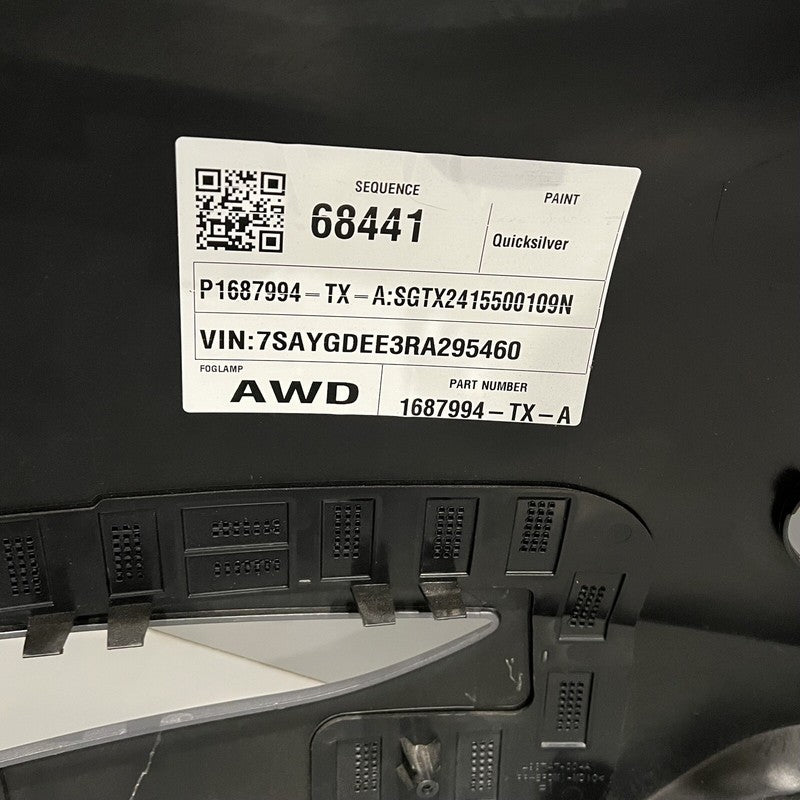 SEQUENCE
68441
PAINT
Quicksilver
P1687994-TX-A:SGTX2415500109N
VIN:7SAYGDEE3RA295460
FOGLAMP
AWD
PART NUMBER
1687994-TX-A